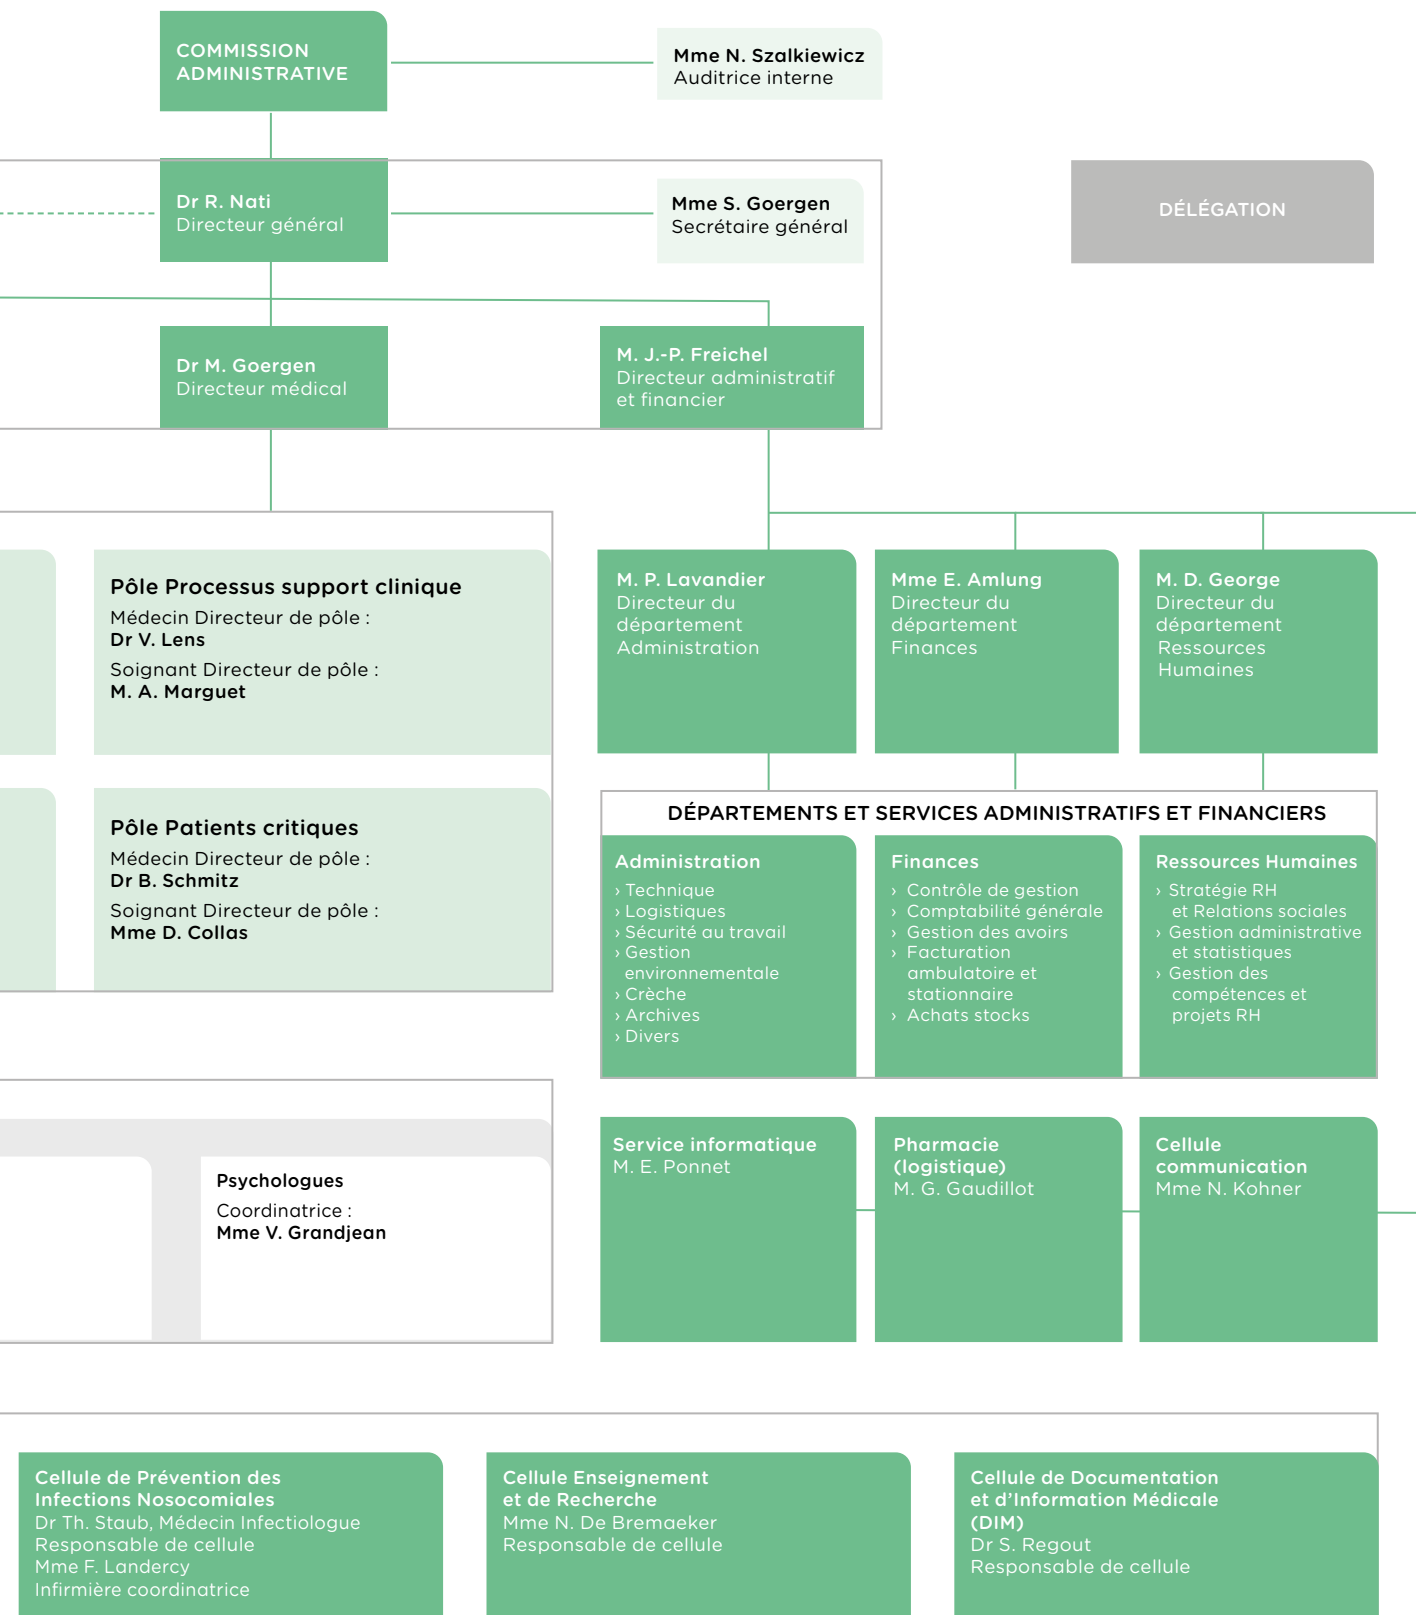 COMMISSION
ADMINISTRATIVE
Mme N. Szalkiewicz
Auditrice interne
Dr R. Nati
Directeur général
Mme S. Goergen
Secrétaire général
DÉLÉGATION
Dr M. Goergen
Directeur médical
M. J.-P. Freichel
Directeur administratif
et financier
Pôle Processus support clinique
Médecin Directeur de pôle :
Dr V. Lens
Soignant Directeur de pôle :
M. A. Marguet
M. P. Lavandier
Directeur du
département
Administration
Mme E. Amlung
Directeur du
département
Finances
M. D. George
Directeur du
département
Ressources
Humaines
Pôle Patients critiques
Médecin Directeur de pôle :
Dr B. Schmitz
Soignant Directeur de pôle :
Mme D. Collas
DÉPARTEMENTS ET SERVICES ADMINISTRATIFS ET FINANCIERS
Administration
› Technique
› Logistiques
› Sécurité au travail
› Gestion
environnementale
› Crèche
› Archives
› Divers
Finances
› Contrôle de gestion
› Comptabilité générale
› Gestion des avoirs
› Facturation
ambulatoire et
stationnaire
› Achats stocks
Ressources Humaines
› Stratégie RH
et Relations sociales
› Gestion administrative
et statistiques
› Gestion des
compétences et
projets RH
Psychologues
Coordinatrice :
Mme V. Grandjean
Service informatique
M. E. Ponnet
Pharmacie
(logistique)
M. G. Gaudillot
Cellule
communication
Mme N. Kohner
Cellule de Prévention des
Infections Nosocomiales
Dr Th. Staub, Médecin Infectiologue
Responsable de cellule
Mme F. Landercy
Infirmière coordinatrice
Cellule Enseignement
et de Recherche
Mme N. De Bremaeker
Responsable de cellule
Cellule de Documentation
et d’Information Médicale
(DIM)
Dr S. Regout
Responsable de cellule